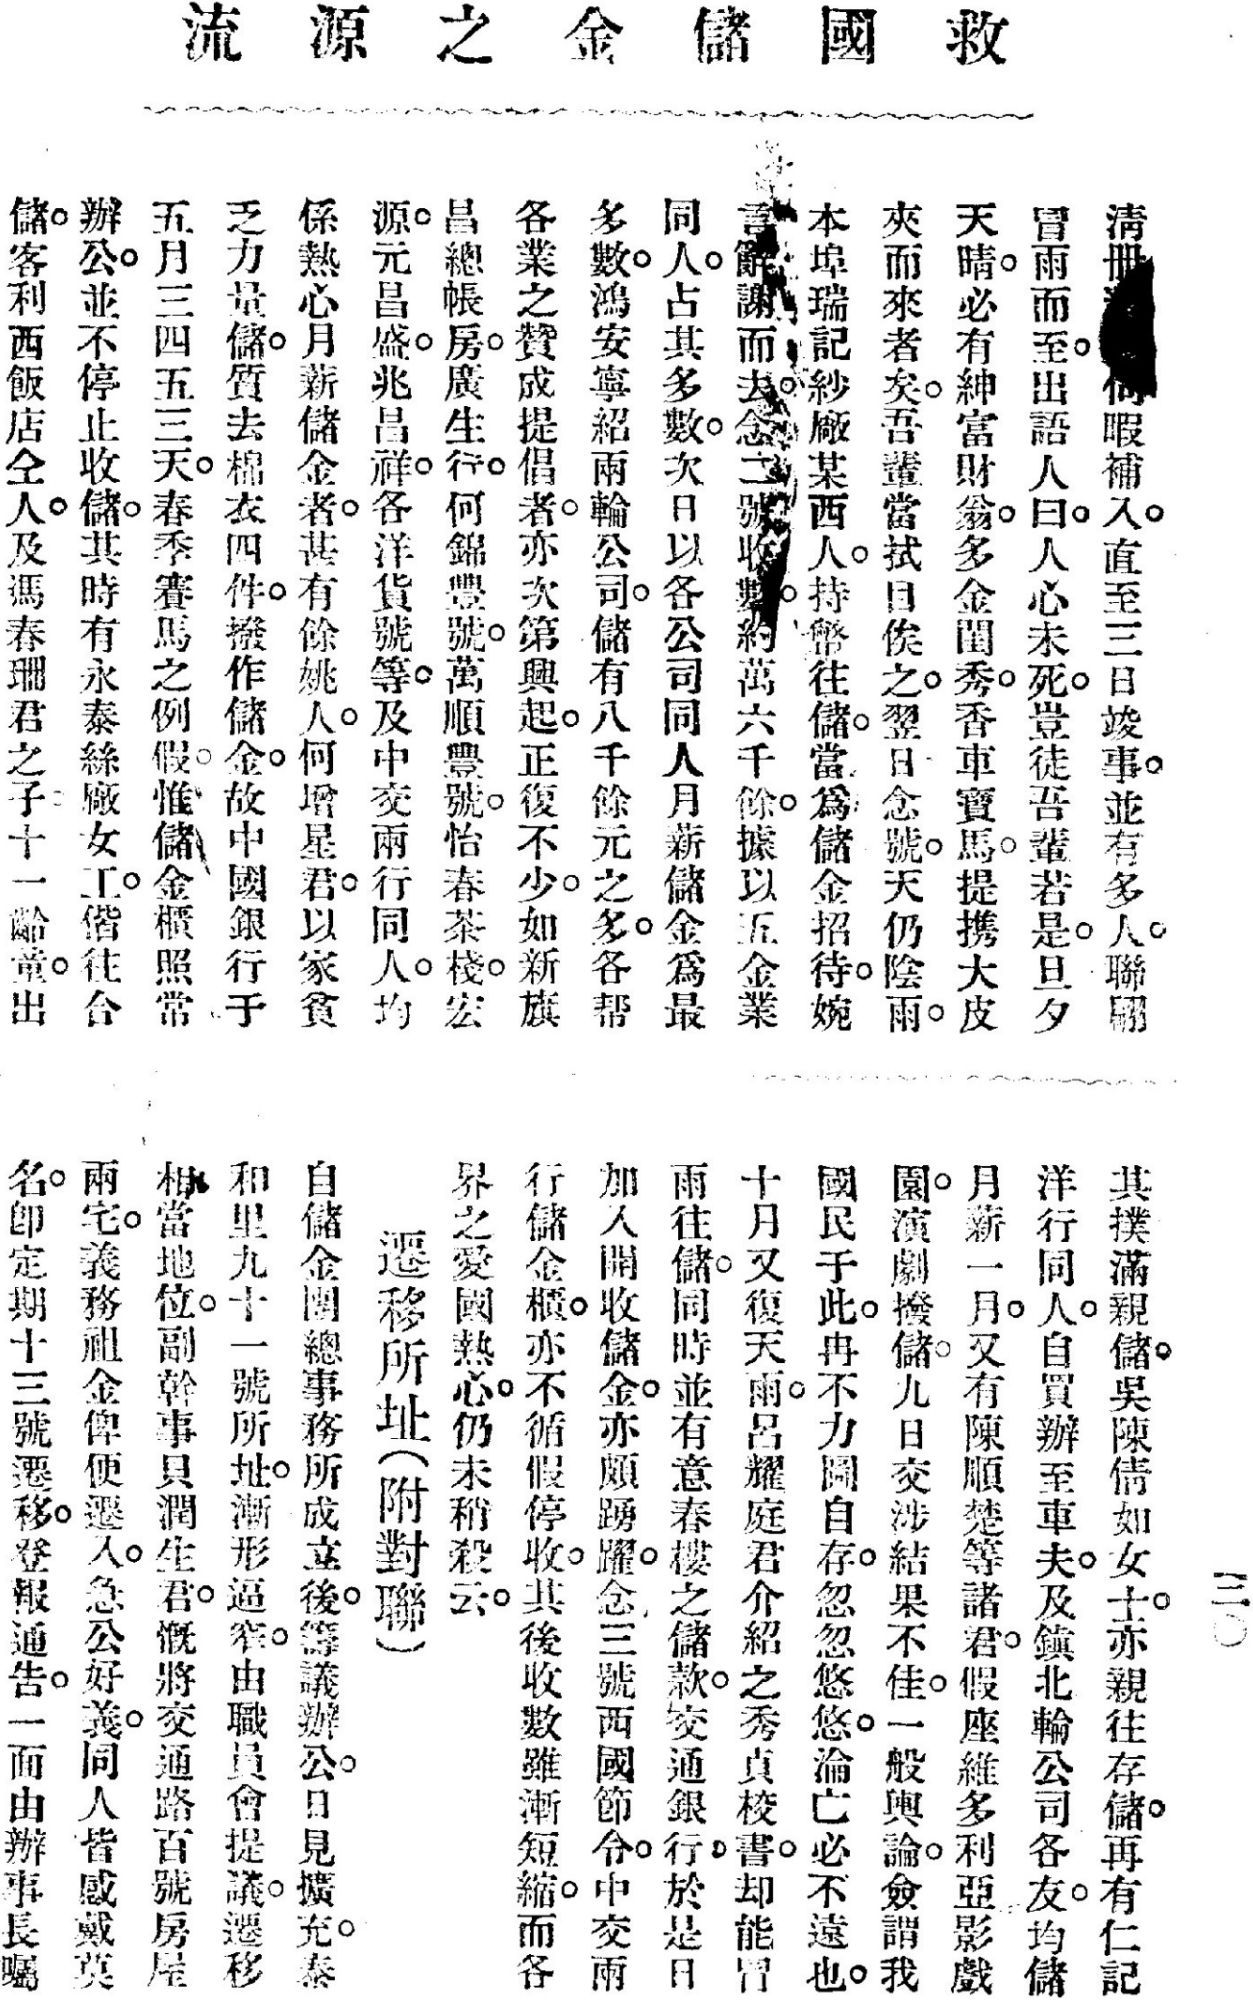 救國儲金之源流
三〇
清冊 尙暇補入。直至三日竣事。並有多人。聯翩
冒雨而至。出語人曰。人心未死。豈徒吾輩若是。旦夕
天晴。必有紳富財翁。多金閨秀。香車寶馬。提携大皮
夾而來者矣。吾輩當拭目俟之。翌日念號。天仍陰雨。
本埠瑞記紗廠某西人。持幣往儲。當爲儲金招待。婉
言辭謝而去。念二號收數。約萬六千餘。據以五金業
同人。占其多數。次日以各公司同人月薪儲金爲最
多數。鴻安寧紹兩輪公司。儲有八千餘元之多。各帮
各業之贊成提倡者。亦次第興起。正復不少。如新旗
昌總帳房。廣生行。何錦豐號。萬順豐號。怡春茶棧。宏
源。元昌盛。兆昌祥。各洋貨號等。及中交兩行同人。均
係熱心月薪儲金者。甚有餘姚人。何增星君。以家貧
乏力量儲。質去棉衣四件。撥作儲金。故中國銀行于
五月三四五三天。春季賽馬之例假。惟儲金櫃照常
辦公。並不停止收儲。其時有永泰絲廠女工。偕往台
儲。客利西飯店仝人。及馮春珊君之子。十一齡童。出
其撲滿親儲。吳陳倩如女士。亦親往存儲。再有仁記
洋行同人。自買辦至車夫。及鎮北輪公司各友。均儲
月薪一月。又有陳順楚等諸君。假座維多利亞影戲
園。演劇撥儲。九日交涉結果不佳。一般輿論。僉謂我
國民于此。冉不力圖自存。忽忽悠悠。淪亡必不遠也。
十月又復天雨。呂耀庭君介紹之秀貞校書。却能冒
雨往儲。同時並有意春樓之儲款。交通銀行。於是日
加入開收儲金。亦頗踴躍。念三號西國節令。中交兩
行儲金櫃。亦不循假停收。其後收數雖漸短縮。而各
界之愛國熱心。仍未稍殺云。
遷移所址(附對聯)
自儲金團總事務所成立後。籌議辦公。日見擴充。泰
和里九十一號所址。漸形逼窄。由職員會提議。遷移
相當地位。副幹事貝潤生君。慨將交通路百號房屋
兩宅。義務租金俾便遷入。急公好義。同人皆感戴莫
名。卽定期十三號遷移。登報通告。一面由辦事長囑